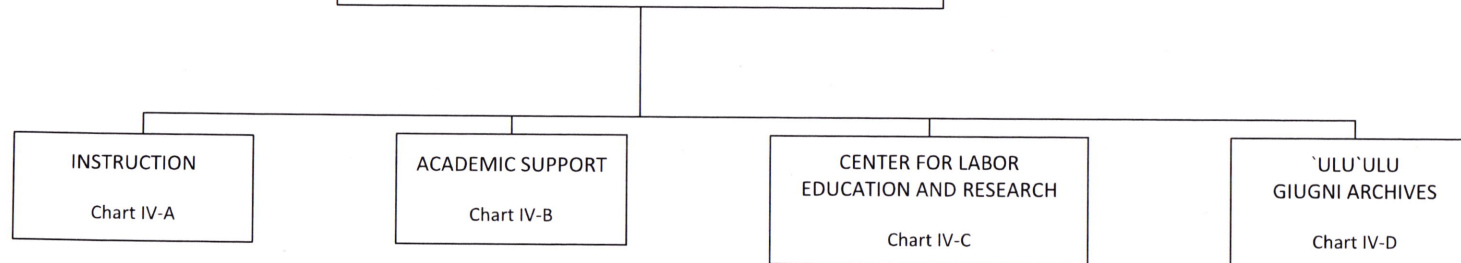 INSTRUCTION
Chart IV-A
ACADEMIC SUPPORT
Chart IV-B
CENTER FOR LABOR
EDUCATION AND RESEARCH
Chart IV-C
`ULU`ULU
GIUGNI ARCHIVES
Chart IV-D